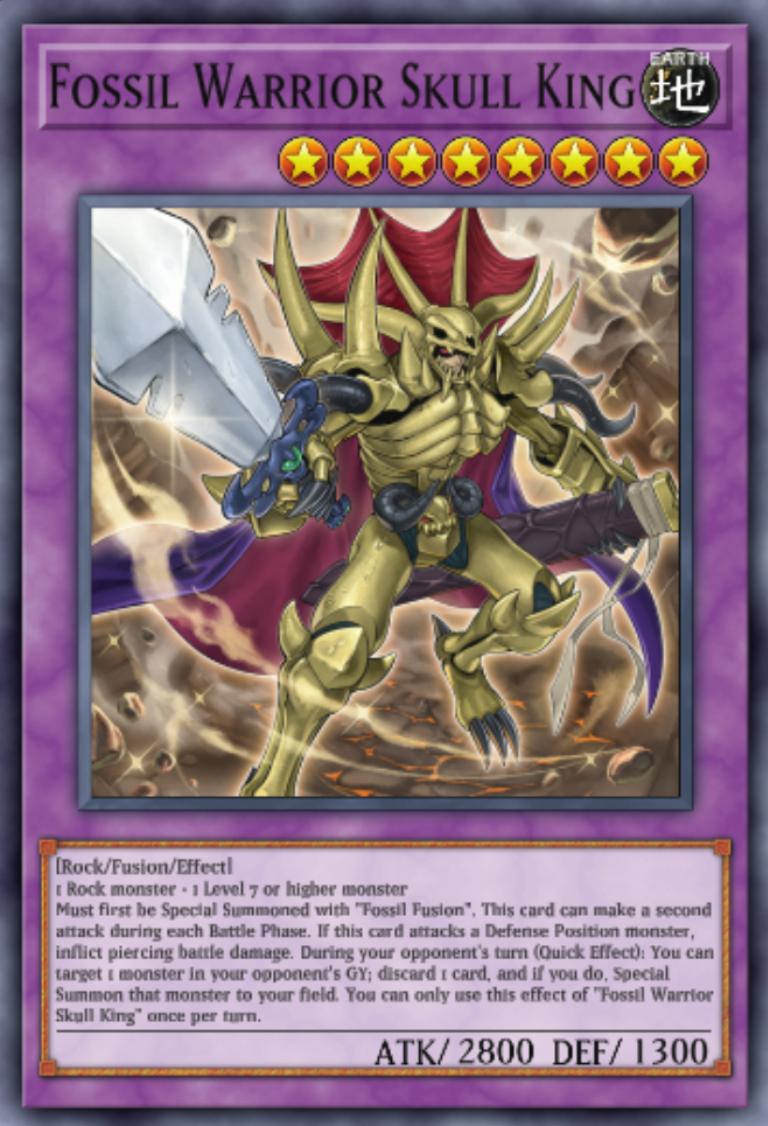 FOSSIL WARRIOR SKULL KING
EARTH
地
[Rock/Fusion/Effect]
1 Rock monster - 1 Level 7 or higher monster
Must first be Special Summoned with "Fossil Fusion". This card can make a second
attack during each Battle Phase. If this card attacks a Defense Position monster,
inflict piercing battle damage. During your opponent's turn (Quick Effect): You can
target 1 monster in your opponent's GY; discard 1 card, and if you do, Special
Summon that monster to your field. You can only use this effect of "Fossil Warrior
Skull King" once per turn.
ATK/ 2800 DEF/ 1300